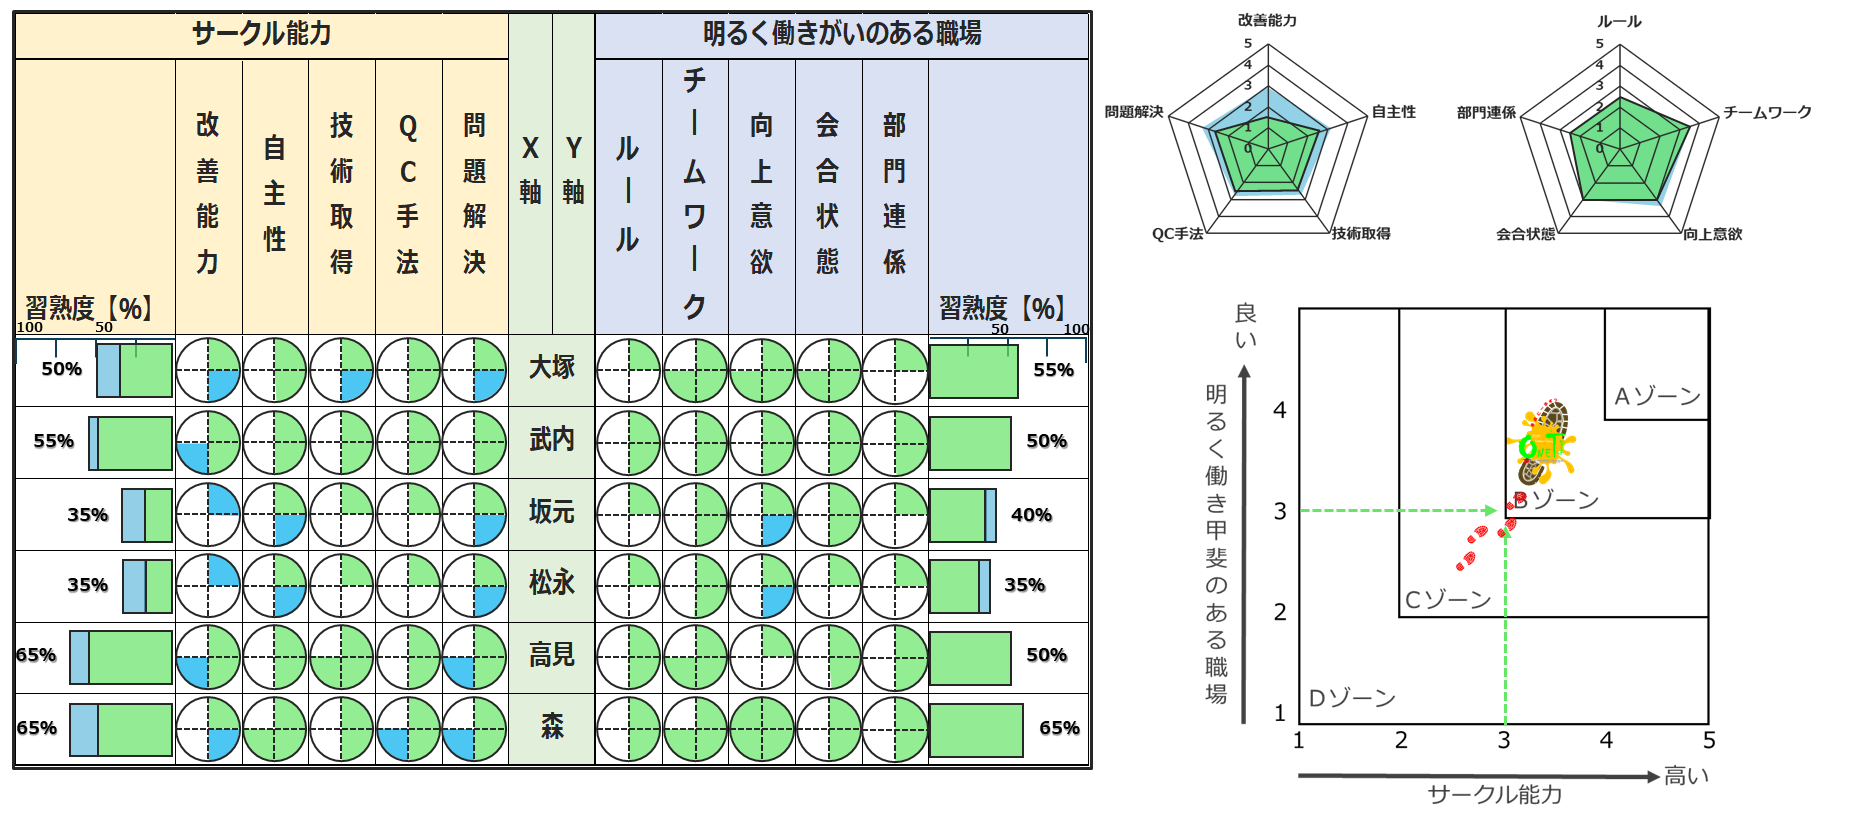 サークル能力
明るく働きがいのある職場
改善能力
自主性
技術取得
QC手法
問題解決
X軸
Y軸
ルール
チームワーク
向上意欲
会合状態
部門連係
習熟度【%】
習熟度【%】
100 50
50 100
50% 大塚 55%
55% 武内 50%
35% 坂元 40%
35% 松永 35%
65% 高見 50%
65% 森 65%
改善能力
5
4
3
2
1
0
問題解決
自主性
QC手法
技術取得
ルール
5
4
3
2
1
0
部門連係
チームワーク
会合状態
向上意欲
良い
明るく働き甲斐のある職場
4
3
2
1
Aゾーン
Bゾーン
Cゾーン
Dゾーン
1 2 3 4 5
高い
サークル能力